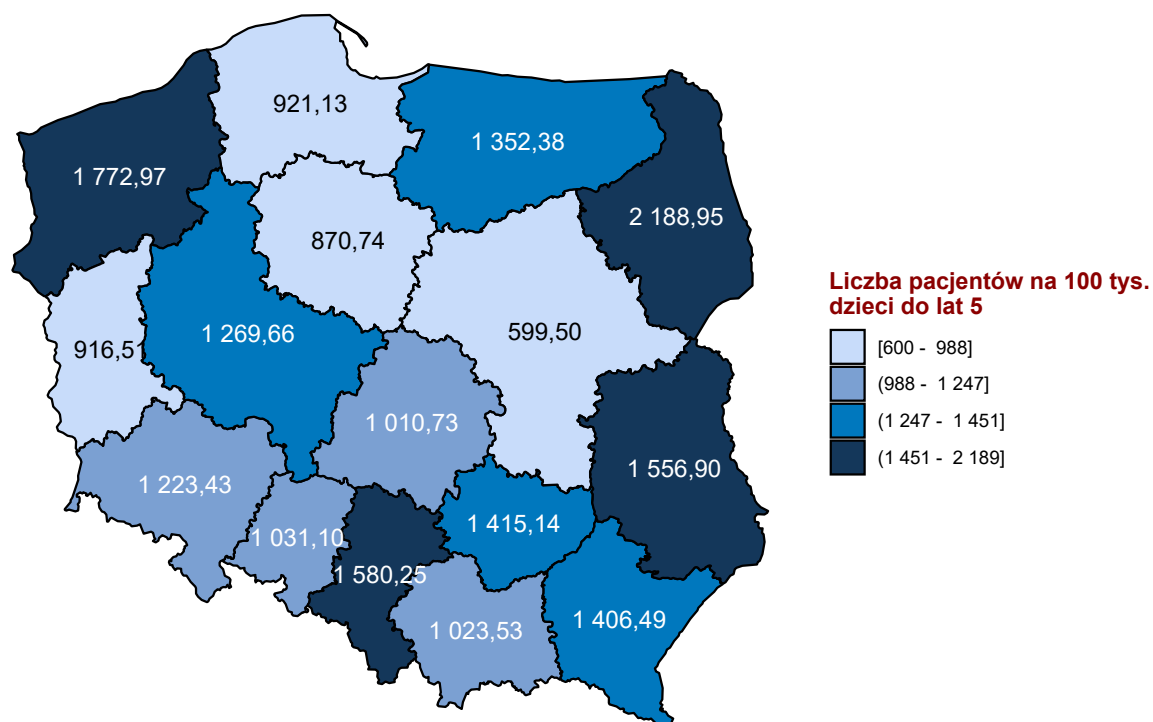 921,13
1 352,38
1 772,97
2 188,95
870,74
1 269,66
599,50
916,51
1 010,73
1 556,90
1 223,43
1 415,14
1 031,10
1 580,25
1 406,49
1 023,53
Liczba pacjentów na 100 tys.
dzieci do lat 5
[600 - 988]
(988 - 1 247]
(1 247 - 1 451]
(1 451 - 2 189]